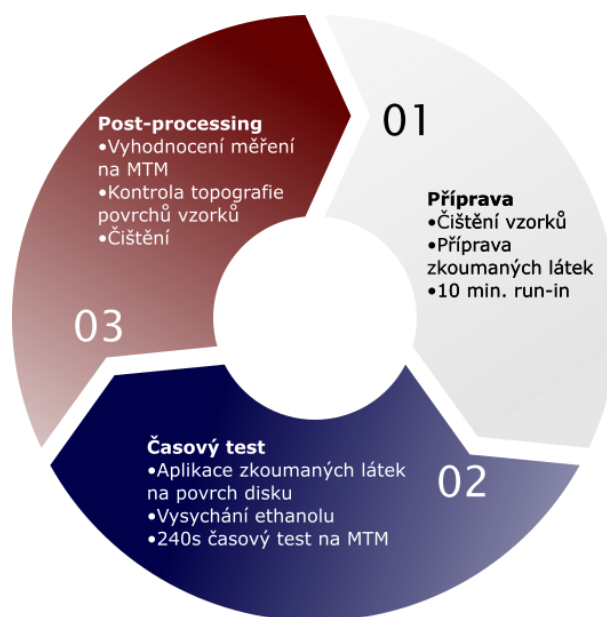 01
Příprava
•Čištění vzorků
•Příprava
zkoumaných látek
•10 min. run-in
02
Časový test
•Aplikace zkoumaných látek
na povrch disku
•Vysychání ethanolu
•240s časový test na MTM
03
Post-processing
•Vyhodnocení měření
na MTM
•Kontrola topografie
povrchů vzorků
•Čištění